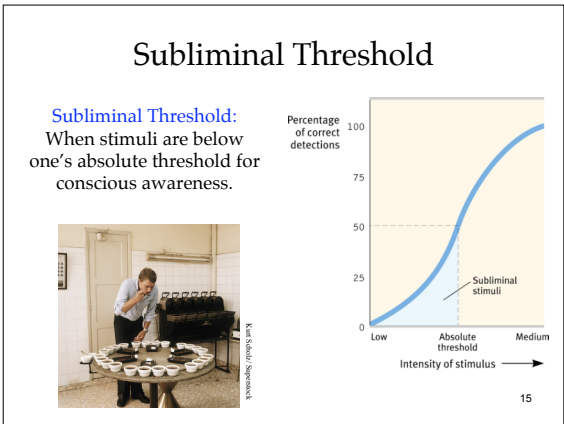 Subliminal Threshold
Subliminal Threshold:
When stimuli are below
one's absolute threshold for
conscious awareness.
Kurt Scholz/ Superstock
Percentage
of correct
detections
100
75
50
25
0
Subliminal
stimuli
Low
Absolute
threshold
Medium
Intensity of stimulus
15